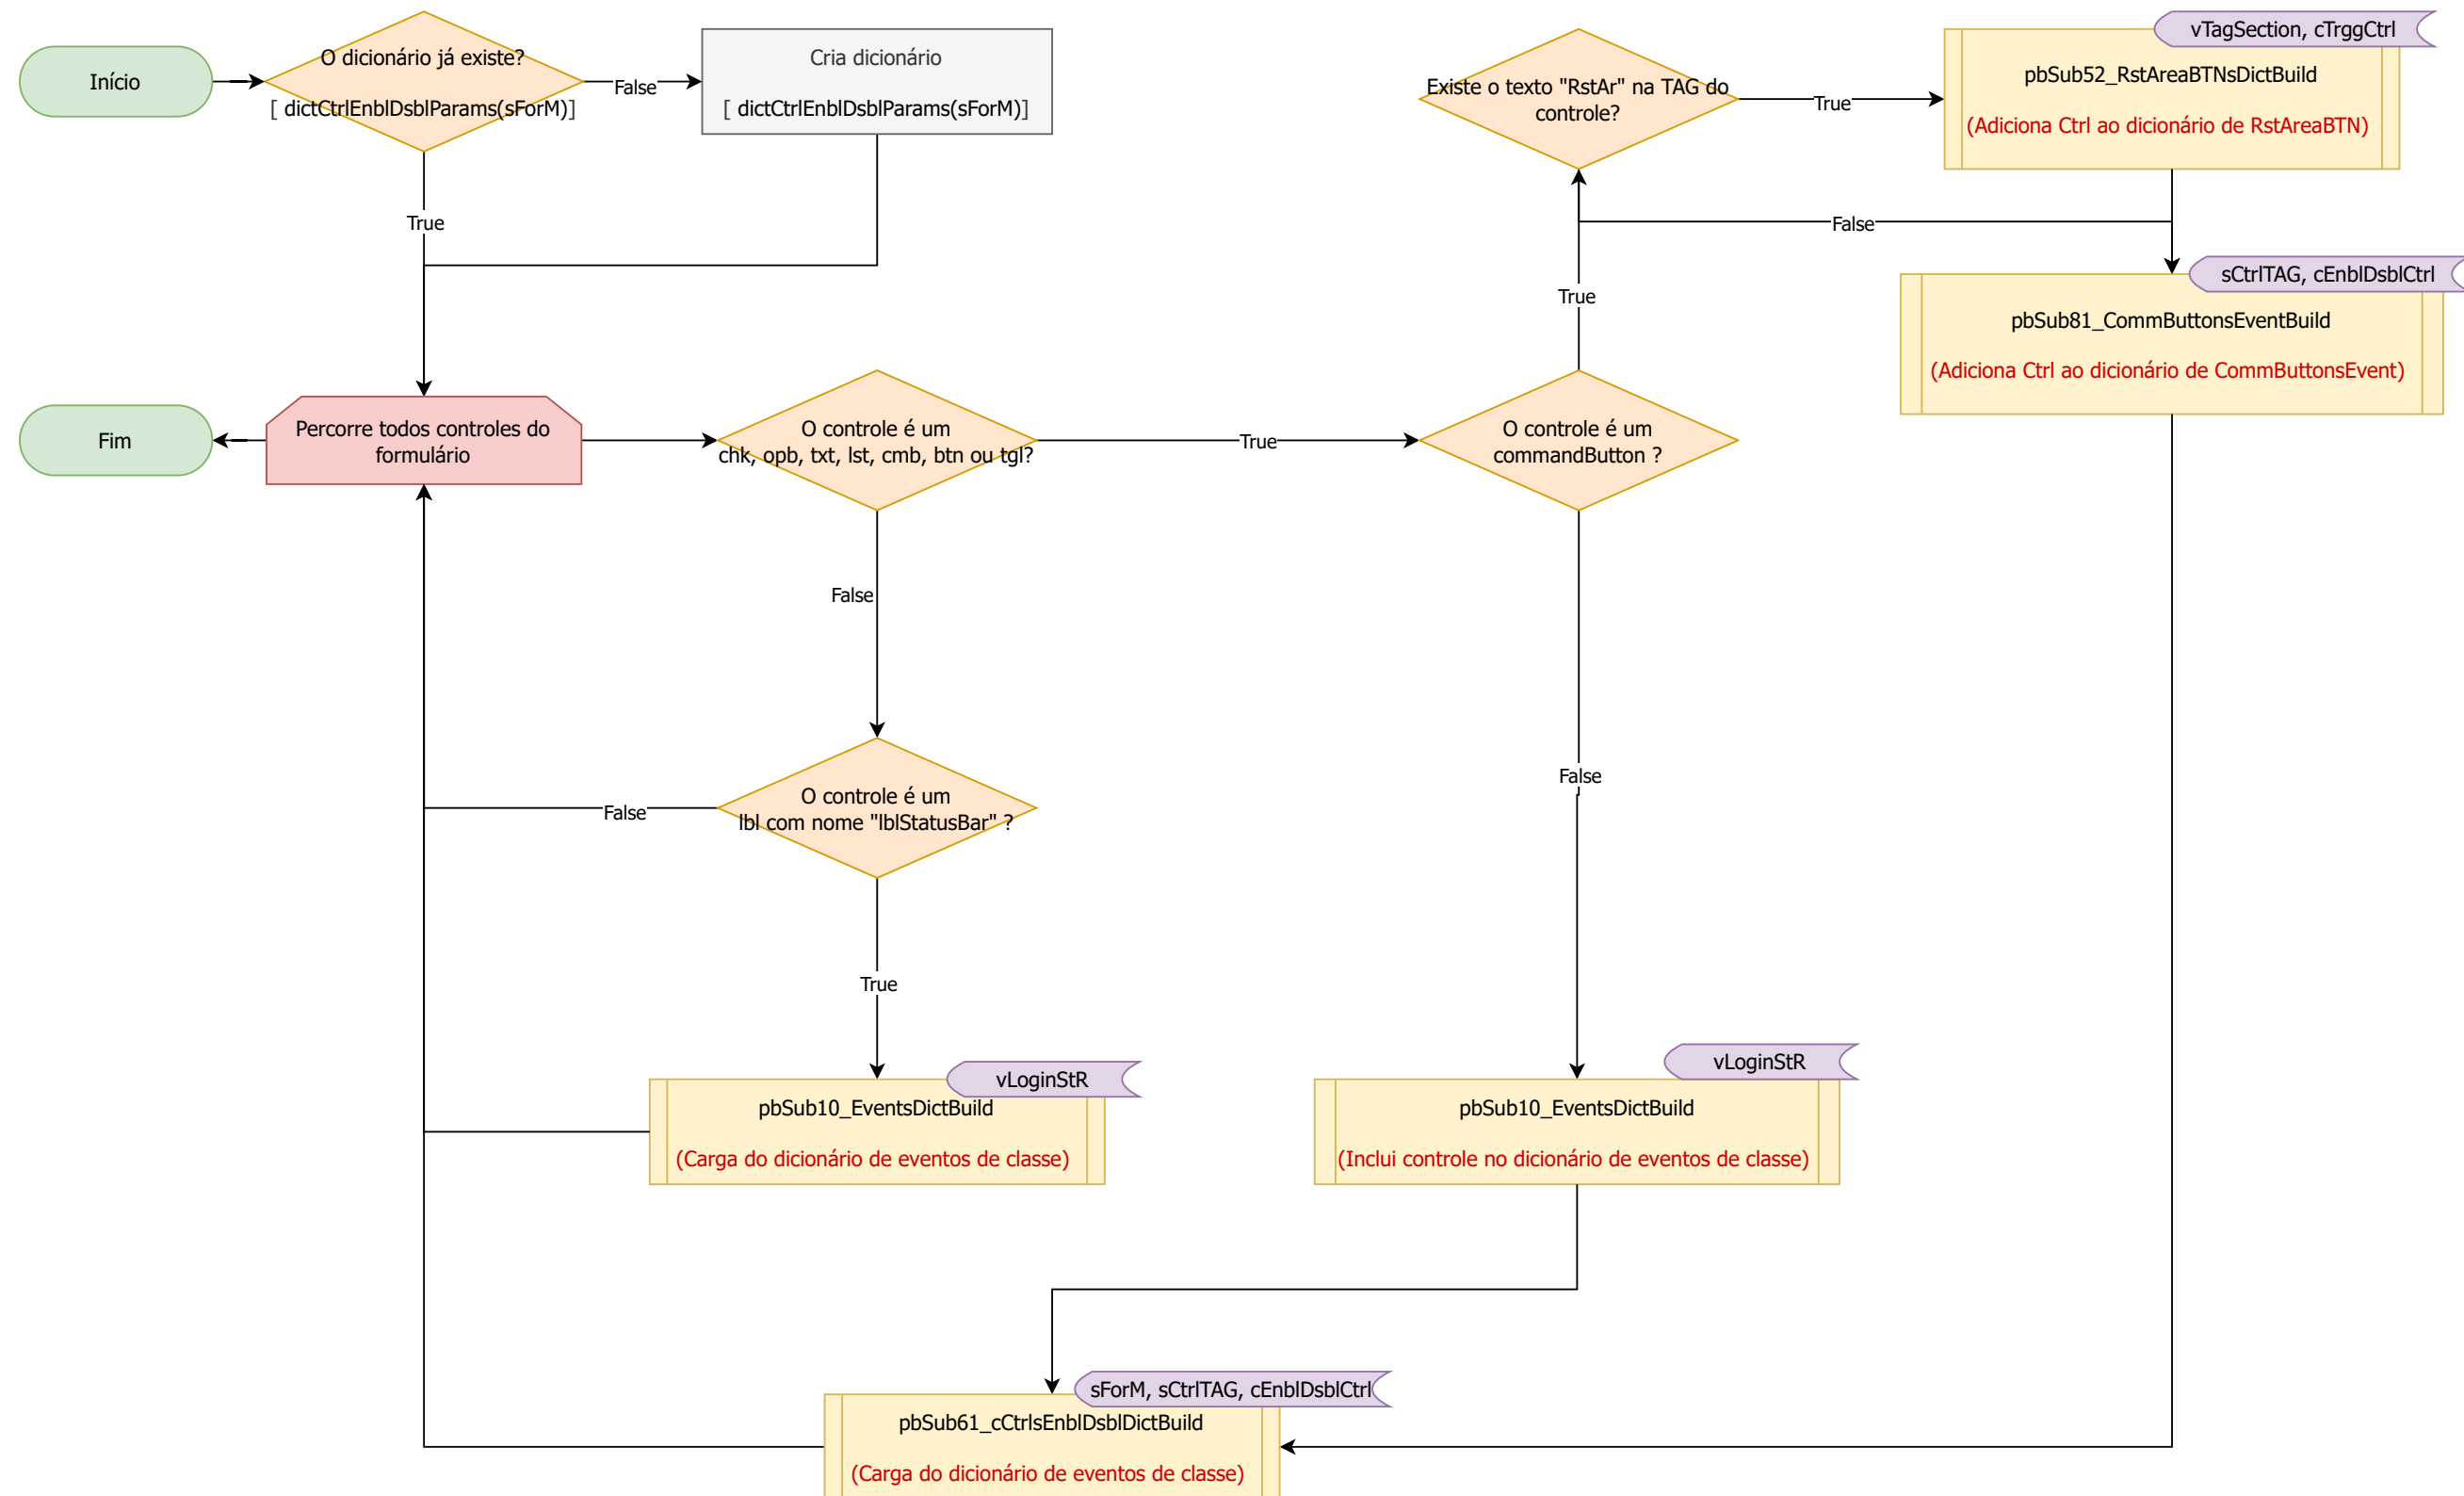 Início
O dicionário já existe?
[ dictCtrlEnblDsblParams(sForM)]
False
Cria dicionário
[ dictCtrlEnblDsblParams(sForM)]
True
Existe o texto "RstAr" na TAG do
controle?
True
vTagSection, cTrggCtrl
pbSub52_RstAreaBTNsDictBuild
(Adiciona Ctrl ao dicionário de RstAreaBTN)
False
True
sCtrlTAG, cEnblDsblCtrl
pbSub81_CommButtonsEventBuild
(Adiciona Ctrl ao dicionário de CommButtonsEvent)
Fim
Percorre todos controles do
formulário
O controle é um
chk, opb, txt, lst, cmb, btn ou tgl?
True
O controle é um
commandButton ?
False
False
O controle é um
lbl com nome "lblStatusBar" ?
False
True
vLoginStR
pbSub10_EventsDictBuild
(Carga do dicionário de eventos de classe)
vLoginStR
pbSub10_EventsDictBuild
(Inclui controle no dicionário de eventos de classe)
sForM, sCtrlTAG, cEnblDsblCtrl
pbSub61_cCtrlsEnblDsblDictBuild
(Carga do dicionário de eventos de classe)